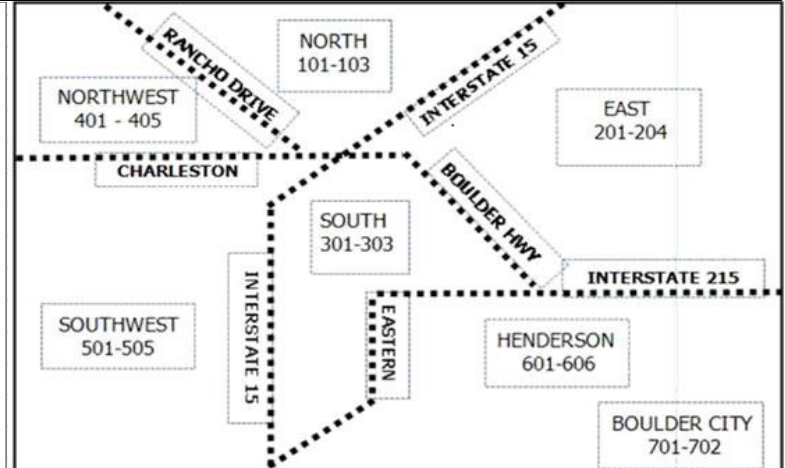 RANCHO DRIVE
NORTH
101-103
INTERSTATE 15
NORTHWEST
401 - 405
EAST
201-204
CHARLESTON
BOULDER HWY
SOUTH
301-303
INTERSTATE 215
INTERSTATE 15
EASTERN
SOUTHWEST
501-505
HENDERSON
601-606
BOULDER CITY
701-702